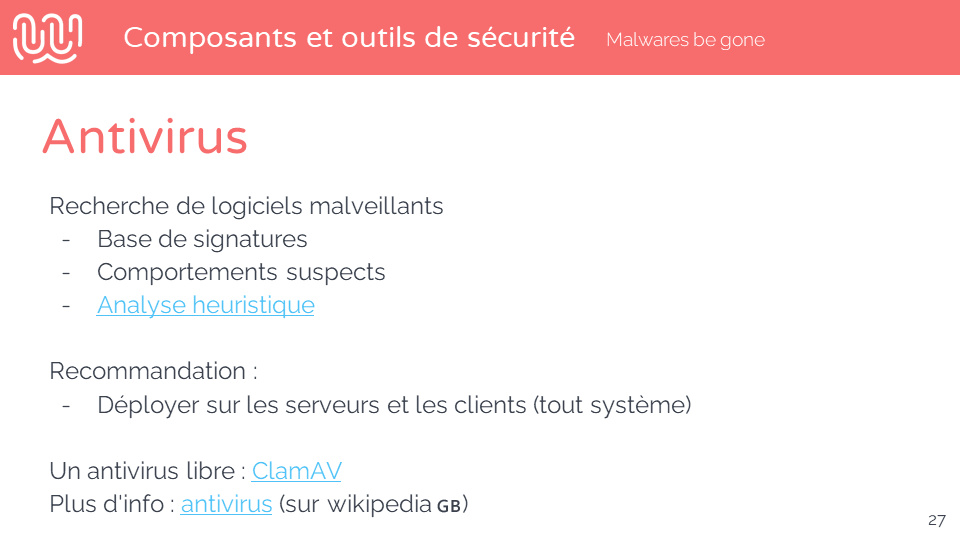 Composants et outils de sécurité Malwares be gone
Antivirus
Recherche de logiciels malveillants
- Base de signatures
- Comportements suspects
- Analyse heuristique
Recommandation :
- Déployer sur les serveurs et les clients (tout système)
Un antivirus libre : ClamAV
Plus d'info : antivirus (sur wikipedia GB)
27